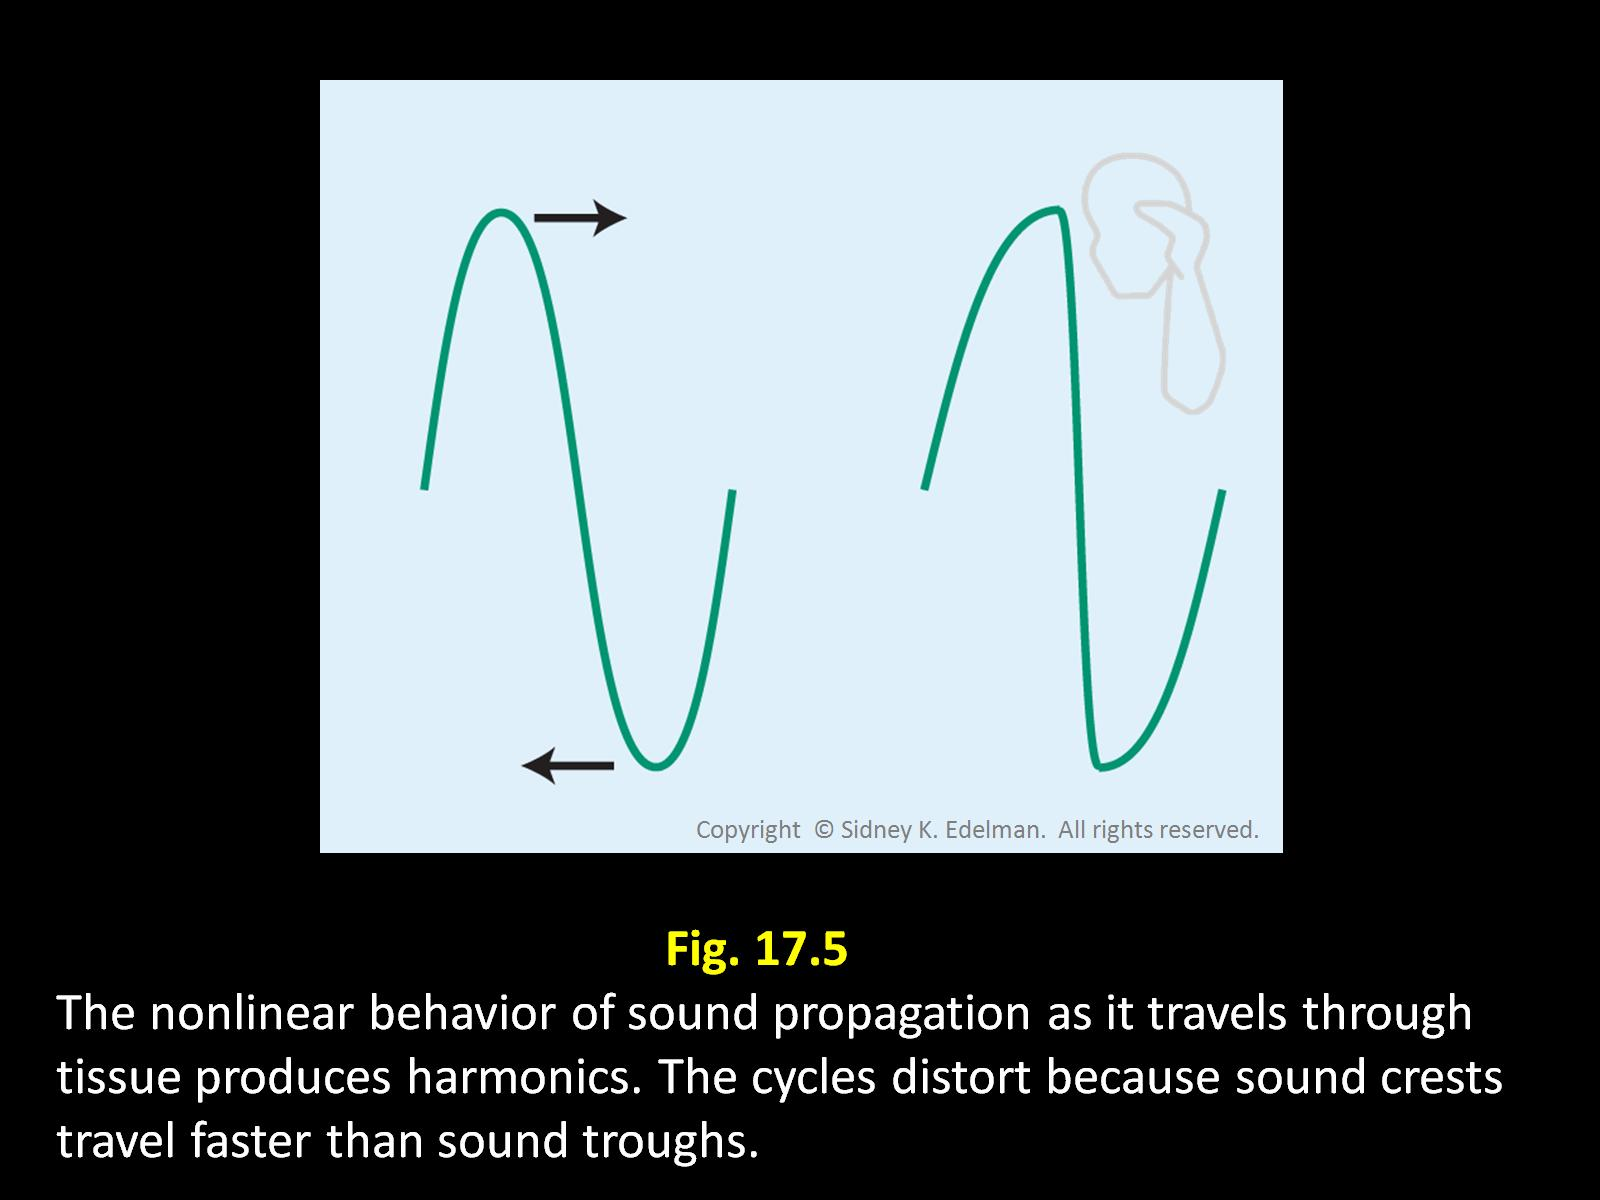 Copyright © Sidney K. Edelman. All rights reserved.
Fig. 17.5
The nonlinear behavior of sound propagation as it travels through
tissue produces harmonics. The cycles distort because sound crests
travel faster than sound troughs.